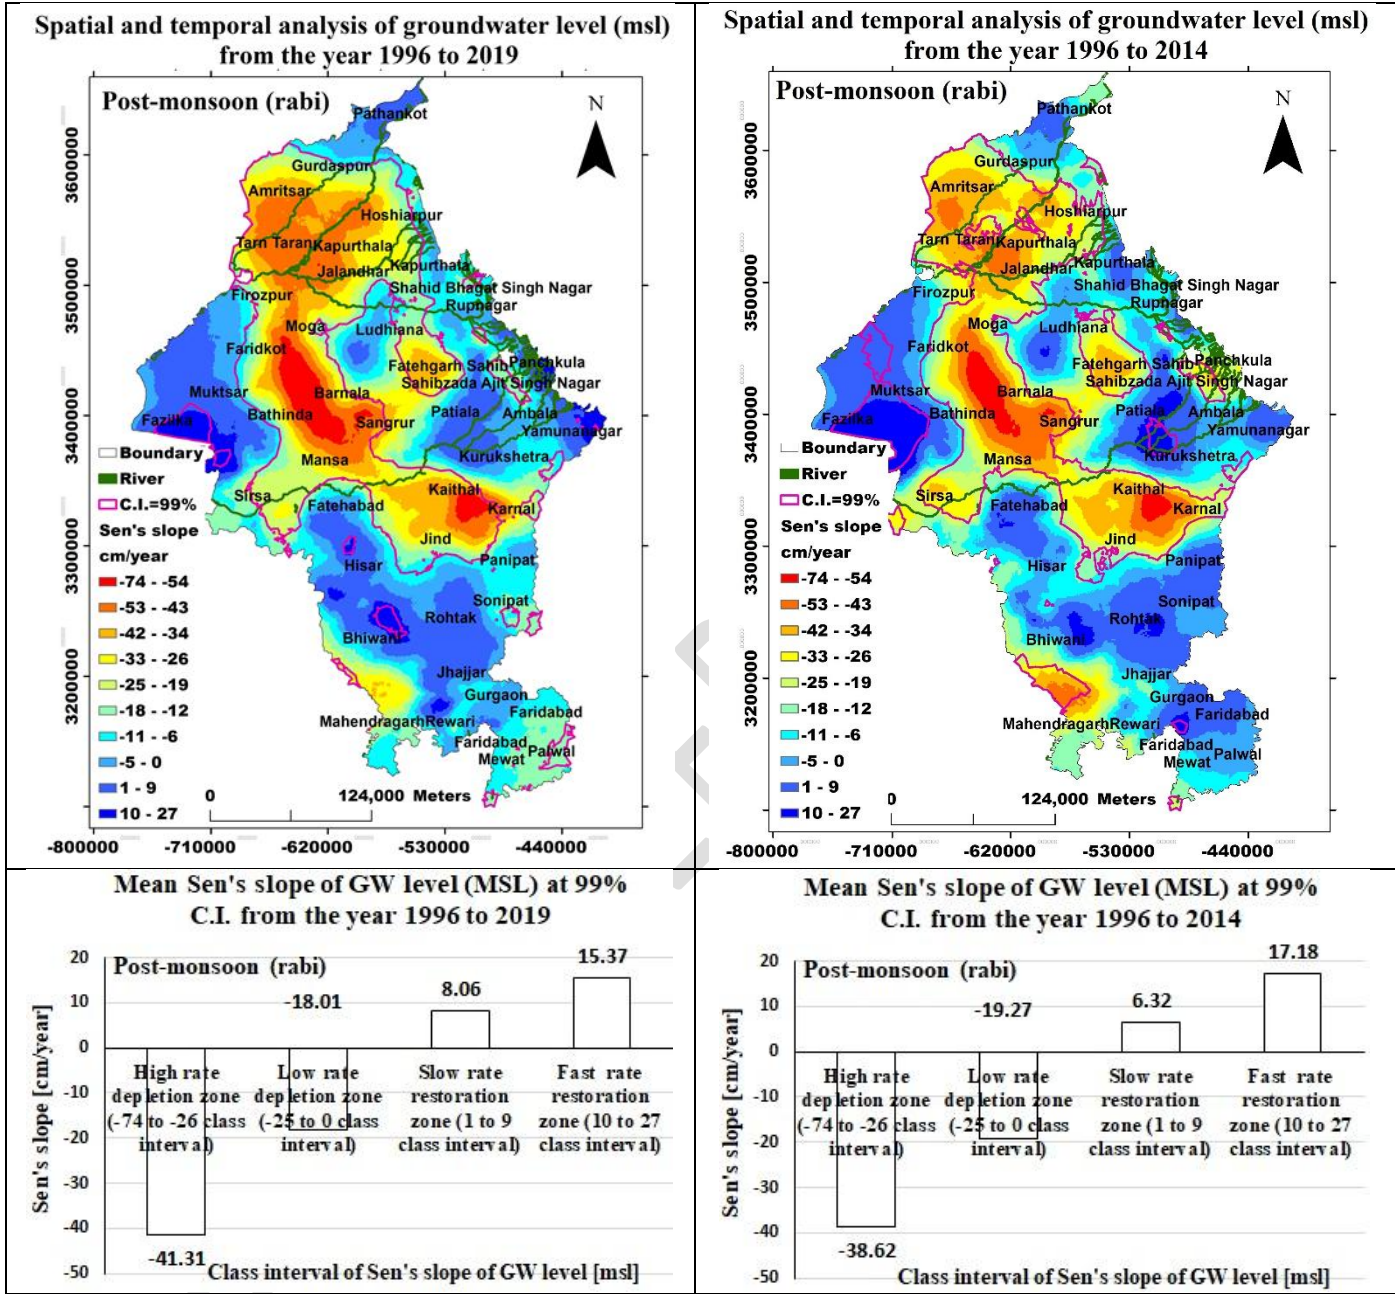 Spatial and temporal analysis of groundwater level (msl)
from the year 1996 to 2019
Post-monsoon (rabi)
N
Pathankot
Gurdaspur
Amritsar
Hoshiarpur
Tarn Taran
Kapurthala
Jalandhar
Kapurthala
Firozpur
Shahid Bhagat Singh Nagar
Rupnagar
Moga
Ludhiana
Faridkot
Fatehgarh Sahib
Panchkula
Sahibzada Ajit Singh Nagar
Muktsar
Barnala
Fazilka
Bathinda
Sangrur
Patiala
Ambala
Yamunanagar
Kurukshetra
Mansa
Sirsa
Fatehabad
Kaithal
Karnal
Jind
Hisar
Panipat
Sonipat
Rohtak
Bhiwani
Jhajjar
Gurgaon
Mahendragarh
Rewari
Faridabad
Faridabad
Mewat
Palwal
Boundary
River
C.I.=99%
Sen's slope
cm/year
-74 - -54
-53 - -43
-42 - -34
-33 - -26
-25 - -19
-18 - -12
-11 - -6
-5 - 0
1 - 9
10 - 27
0 124,000 Meters
3600000
3500000
3400000
3300000
3200000
-800000 -710000 -620000 -530000 -440000
Spatial and temporal analysis of groundwater level (msl)
from the year 1996 to 2014
Post-monsoon (rabi)
N
Pathankot
Gurdaspur
Amritsar
Hoshiarpur
Tarn Taran
Kapurthala
Jalandhar
Kapurthala
Firozpur
Shahid Bhagat Singh Nagar
Rupnagar
Moga
Ludhiana
Faridkot
Fatehgarh Sahib
Panchkula
Sahibzada Ajit Singh Nagar
Muktsar
Barnala
Fazilka
Bathinda
Sangrur
Patiala
Ambala
Yamunanagar
Kurukshetra
Mansa
Sirsa
Fatehabad
Kaithal
Karnal
Jind
Hisar
Panipat
Sonipat
Rohtak
Bhiwani
Jhajjar
Gurgaon
Mahendragarh
Rewari
Faridabad
Faridabad
Mewat
Palwal
Boundary
River
C.I.=99%
Sen's slope
cm/year
-74 - -54
-53 - -43
-42 - -34
-33 - -26
-25 - -19
-18 - -12
-11 - -6
-5 - 0
1 - 9
10 - 27
0 124,000 Meters
3600000
3500000
3400000
3300000
3200000
-800000 -710000 -620000 -530000 -440000
Mean Sen's slope of GW level (MSL) at 99%
C.I. from the year 1996 to 2019
Post-monsoon (rabi)
Sen's slope [cm/year]
20
10
0
-10
-20
-30
-40
-50
-41.31
-18.01
8.06
15.37
High rate
depletion zone
(-74 to -26 class
interval)
Low rate
depletion zone
(-25 to 0 class
interval)
Slow rate
restoration
zone (1 to 9
class interval)
Fast rate
restoration
zone (10 to 27
class interval)
Class interval of Sen's slope of GW level [msl]
Mean Sen's slope of GW level (MSL) at 99%
C.I. from the year 1996 to 2014
Post-monsoon (rabi)
Sen's slope [cm/year]
20
10
0
-10
-20
-30
-40
-50
-38.62
-19.27
6.32
17.18
High rate
depletion zone
(-74 to -26 class
interval)
Low rate
depletion zone
(-25 to 0 class
interval)
Slow rate
restoration
zone (1 to 9
class interval)
Fast rate
restoration
zone (10 to 27
class interval)
Class interval of Sen's slope of GW level [msl]